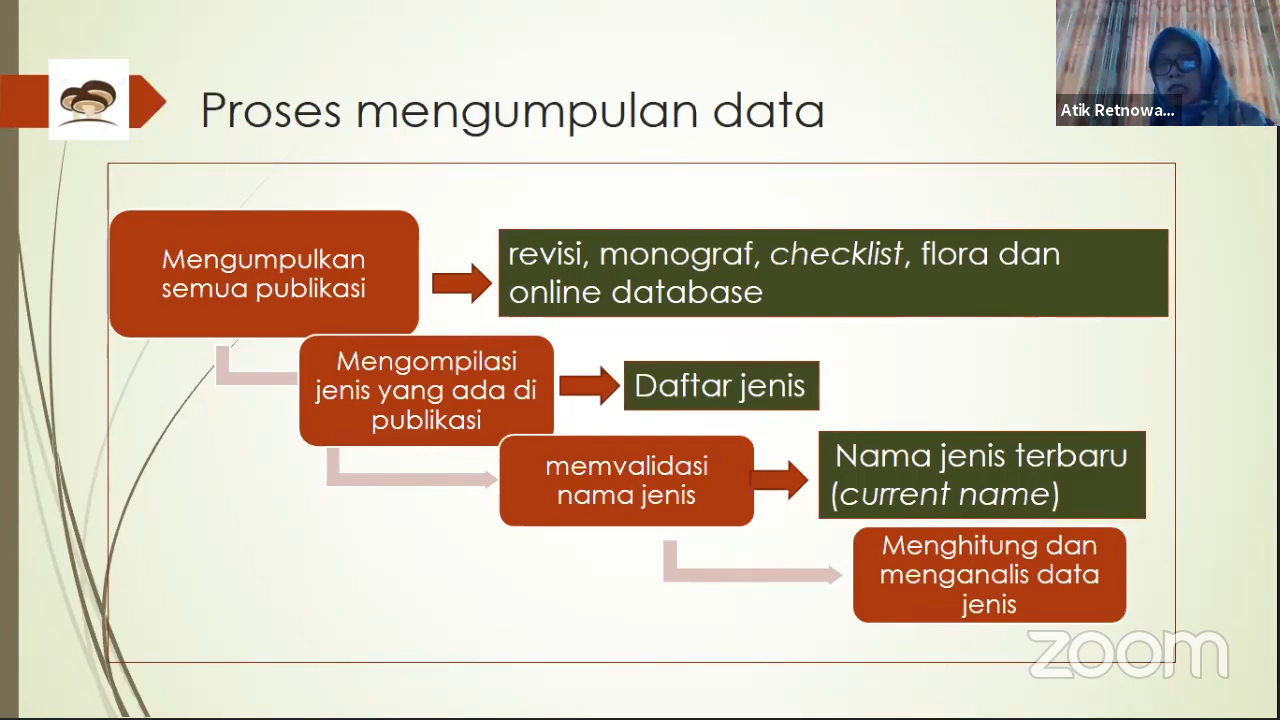 Proses mengumpulan data
Atik Retnowa...
Mengumpulkan
semua publikasi
revisi, monograf, checklist, flora dan
online database
Mengompilasi
jenis yang ada di
publikasi
Daftar jenis
memvalidasi
nama jenis
Nama jenis terbaru
(current name)
Menghitung dan
menganalis data
jenis
zoom